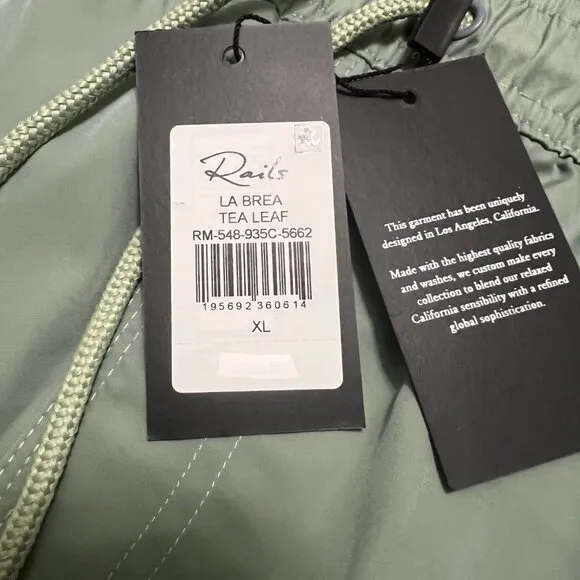 Rails
LA BREA
TEA LEAF
RM-548-935C-5662
195692 360614
XL
This garment has been uniquely
designed in Los Angeles, California.
Made with the highest quality fabrics
and washes, we custom make every
collection to blend our relaxed
California sensibility with a refined
global sophistication.